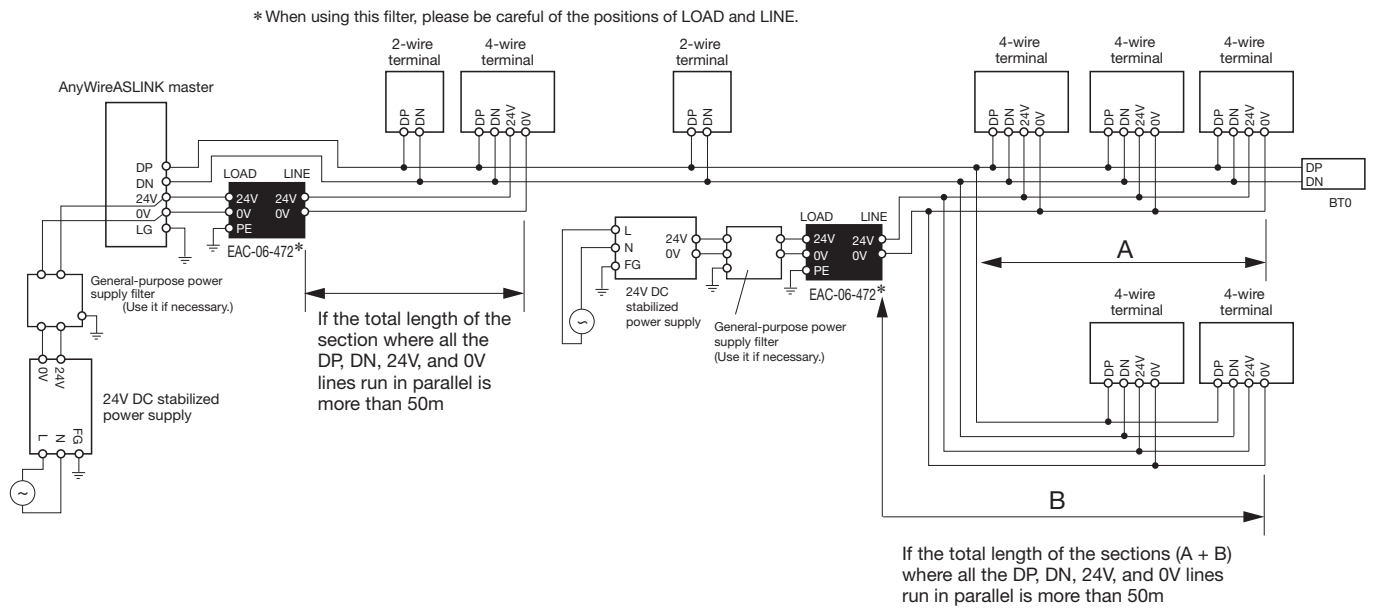 * When using this filter, please be careful of the positions of LOAD and LINE.
2-wire
terminal
4-wire
terminal
2-wire
terminal
4-wire
terminal
4-wire
terminal
4-wire
terminal
AnyWireASLINK master
DP
DN
DP
DN
24V
0V
DP
DN
DP
DN
24V
0V
DP
DN
24V
0V
DP
DN
24V
0V
DP
DN
24V
0V
LG
LOAD
LINE
24V
24V
0V
0V
PE
EAC-06-472*
DP
DN
BT0
L
N
FG
24V
0V
24V DC
stabilized
power supply
General-purpose power
supply filter
(Use it if necessary.)
LOAD
LINE
24V
24V
0V
0V
PE
EAC-06-472*
A
General-purpose power
supply filter
(Use it if necessary.)
If the total length of the
section where all the
DP, DN, 24V, and 0V
lines run in parallel is
more than 50m
4-wire
terminal
4-wire
terminal
DP
DN
24V
0V
DP
DN
24V
0V
0V
24V
24V DC stabilized
power supply
L
N
FG
B
If the total length of the sections (A + B)
where all the DP, DN, 24V, and 0V lines
run in parallel is more than 50m